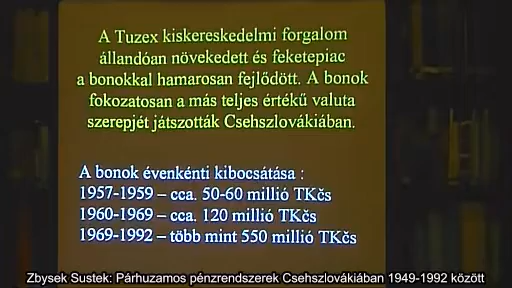 A Tuzex kiskereskedelmi forgalom
állandóan növekedett és feketepiac
a bonokkal hamarosan fejlődött. A bonok
fokozatosan a más teljes értékű valuta
szerepjét játszották Csehszlovákiában.
A bonok évenkénti kibocsátása :
1957-1959 – cca. 50-60 millió TKčs
1960-1969 – cca. 120 millió TKčs
1969-1992 – több mint 550 millió TKčs
Zbysek Sustek: Párhuzamos pénzrendszerek Csehszlovákiában 1949-1992 között